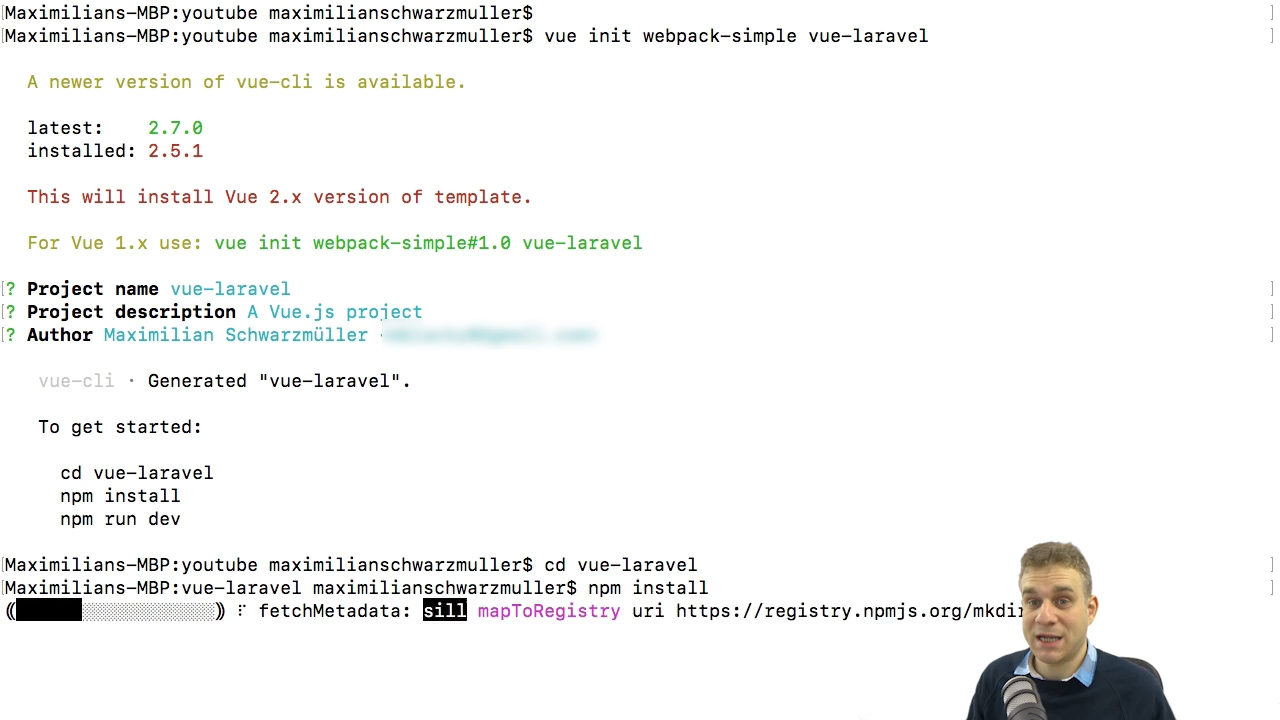 Maximilians-MBP:youtube maximilianschwarzmuller$
Maximilians-MBP:youtube maximilianschwarzmuller$ vue init webpack-simple vue-laravel
A newer version of vue-cli is available.
latest: 2.7.0
installed: 2.5.1
This will install Vue 2.x version of template.
For Vue 1.x use: vue init webpack-simple#1.0 vue-laravel
? Project name vue-laravel
? Project description A Vue.js project
? Author Maximilian Schwarzmüller
vue-cli · Generated "vue-laravel".
To get started:
cd vue-laravel
npm install
npm run dev
Maximilians-MBP:youtube maximilianschwarzmuller$ cd vue-laravel
Maximilians-MBP:vue-laravel maximilianschwarzmuller$ npm install
fetchMetadata: sill mapToRegistry uri https://registry.npmjs.org/mkdir